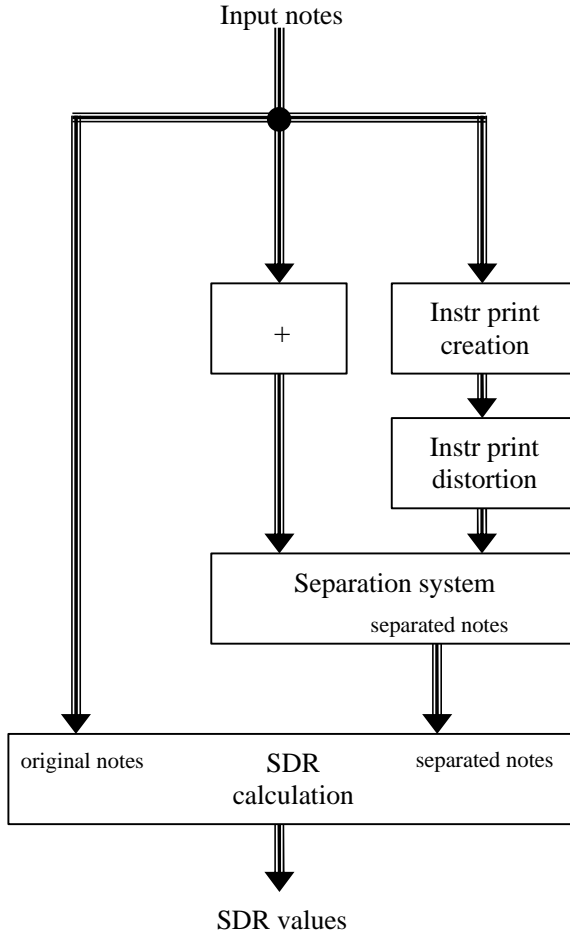 Input notes
+
Instr print
creation
Instr print
distortion
Separation system
separated notes
original notes
SDR
calculation
separated notes
SDR values